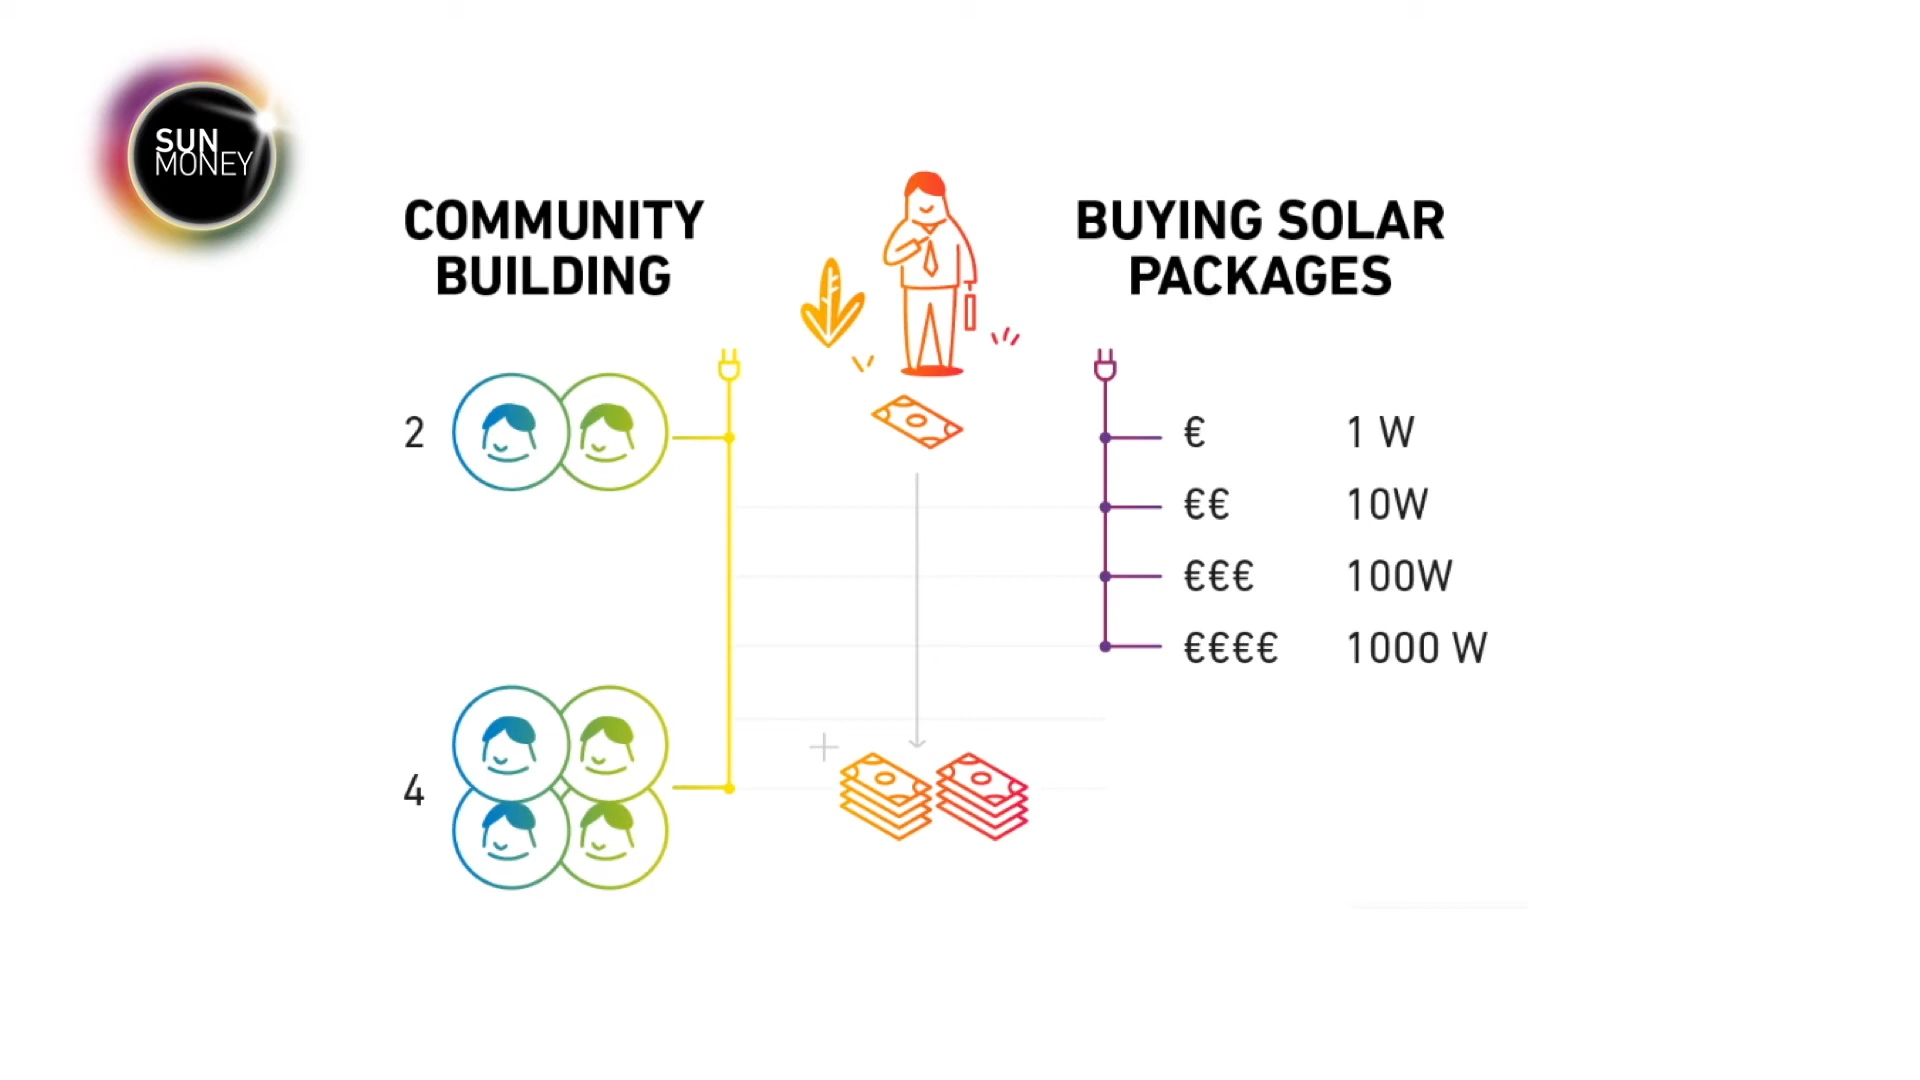 SUN
MONEY
COMMUNITY
BUILDING
BUYING SOLAR
PACKAGES
2
€ 1 W
€€ 10W
€€€ 100W
€€€€ 1000 W
4